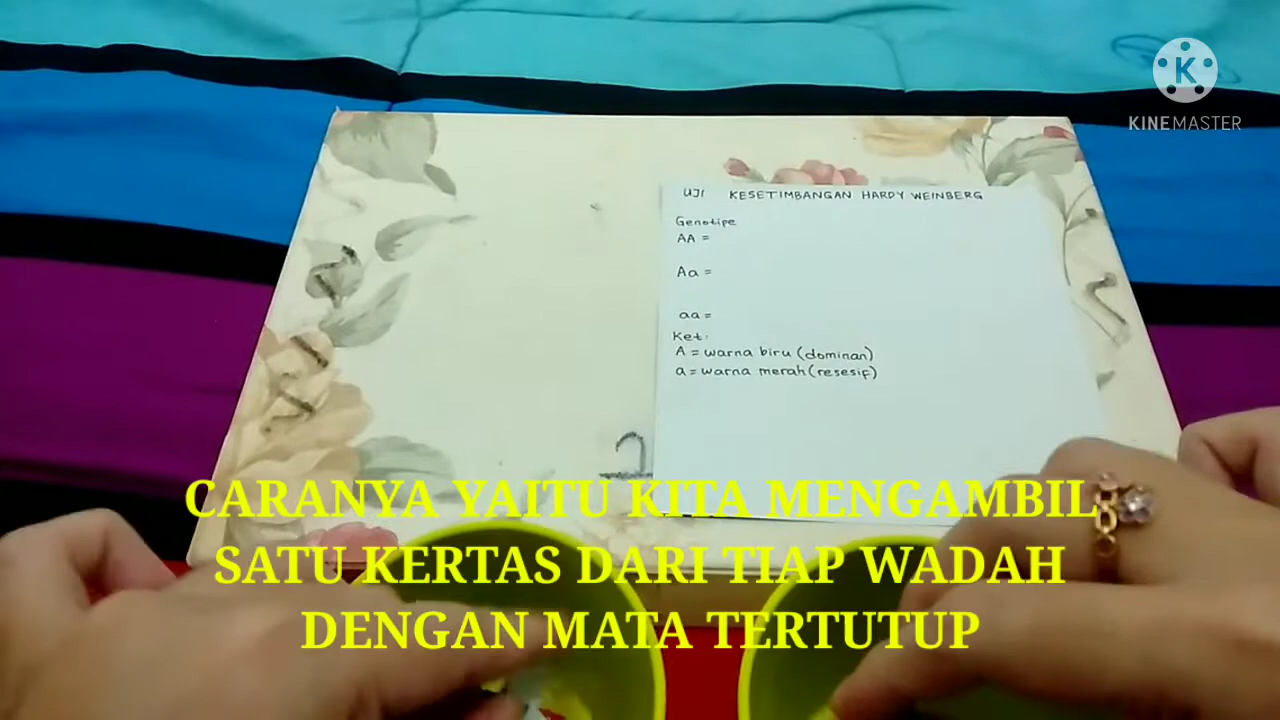 KINEMASTER
UJI KESETIMBANGAN HARDY WEINBERG
Genotipe
AA =
Aa =
aa =
Ket:
A = warna biru (dominan)
a = warna merah (resesif)
CARANYA YAITU KITA MENGAMBIL
SATU KERTAS DARI TIAP WADAH
DENGAN MATA TERTUTUP